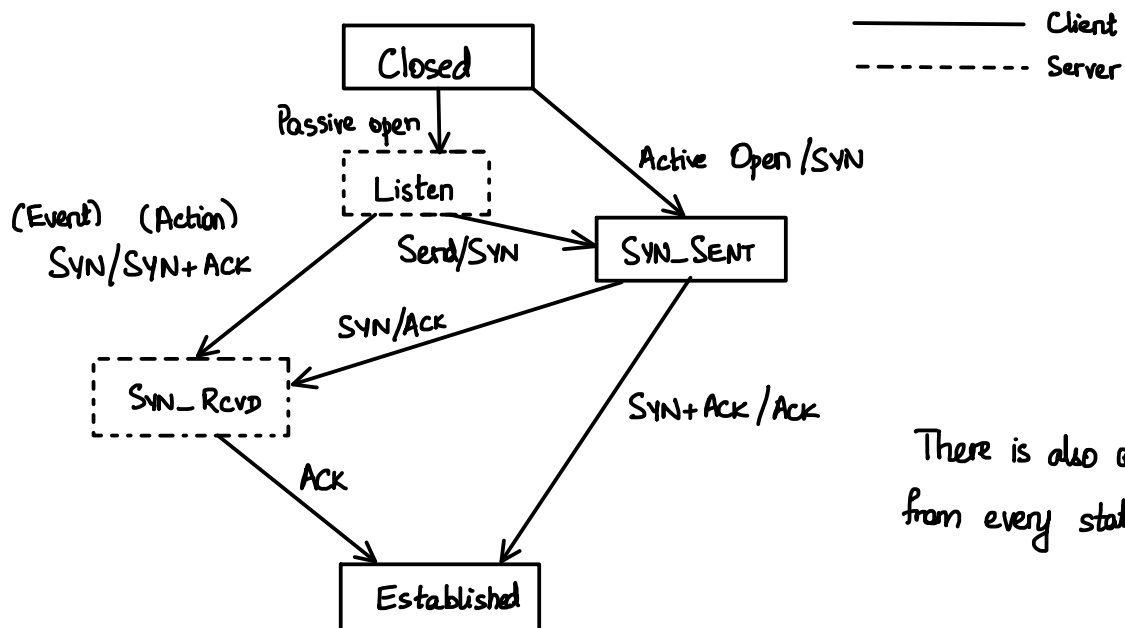 Client
Server
Closed
Passive open
Active Open/SYN
Listen
(Event) (Action)
SYN/SYN+ACK
Send/SYN
SYN_SENT
SYN/ACK
SYN_RCVD
SYN+ACK/ACK
ACK
There is also
from every
Established